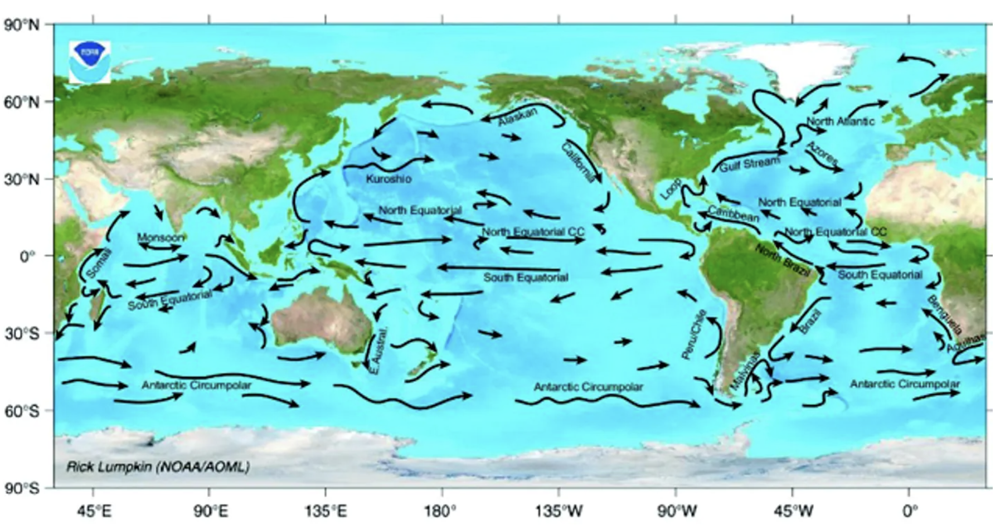 90°N
60°N
30°N
0°
30°S
60°S
90°S
Alaskan
North Atlantic
California
Azores
Gulf Stream
Kuroshio
Loop
North Equatorial
North Equatorial
Caribbean
North Equatorial CC
North Equatorial CC
Monsoon
Somali
North Brazil
South Equatorial
South Equatorial
South Equatorial
Benguela
Brazil
Peru/Chile
E.Austral.
Agulhas
Malvinas
Antarctic Circumpolar
Antarctic Circumpolar
Antarctic Circumpolar
Rick Lumpkin (NOAA/AOML)
45°E
90°E
135°E
180°
135°W
90°W
45°W
0°